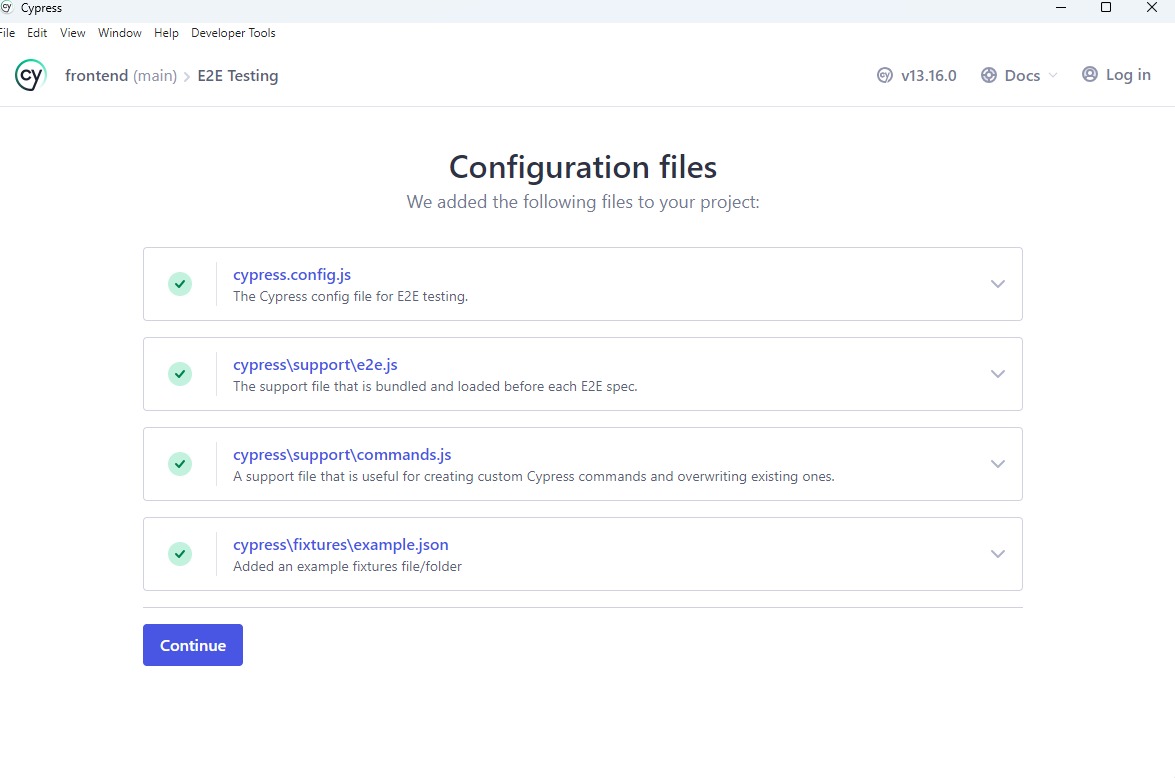 Cypress
File Edit View Window Help Developer Tools
cy frontend (main) > E2E Testing
cy v13.16.0 Docs Log in
Configuration files
We added the following files to your project:
cypress.config.js
The Cypress config file for E2E testing.
cypress\support\e2e.js
The support file that is bundled and loaded before each E2E spec.
cypress\support\commands.js
A support file that is useful for creating custom Cypress commands and overwriting existing ones.
cypress\fixtures\example.json
Added an example fixtures file/folder
Continue